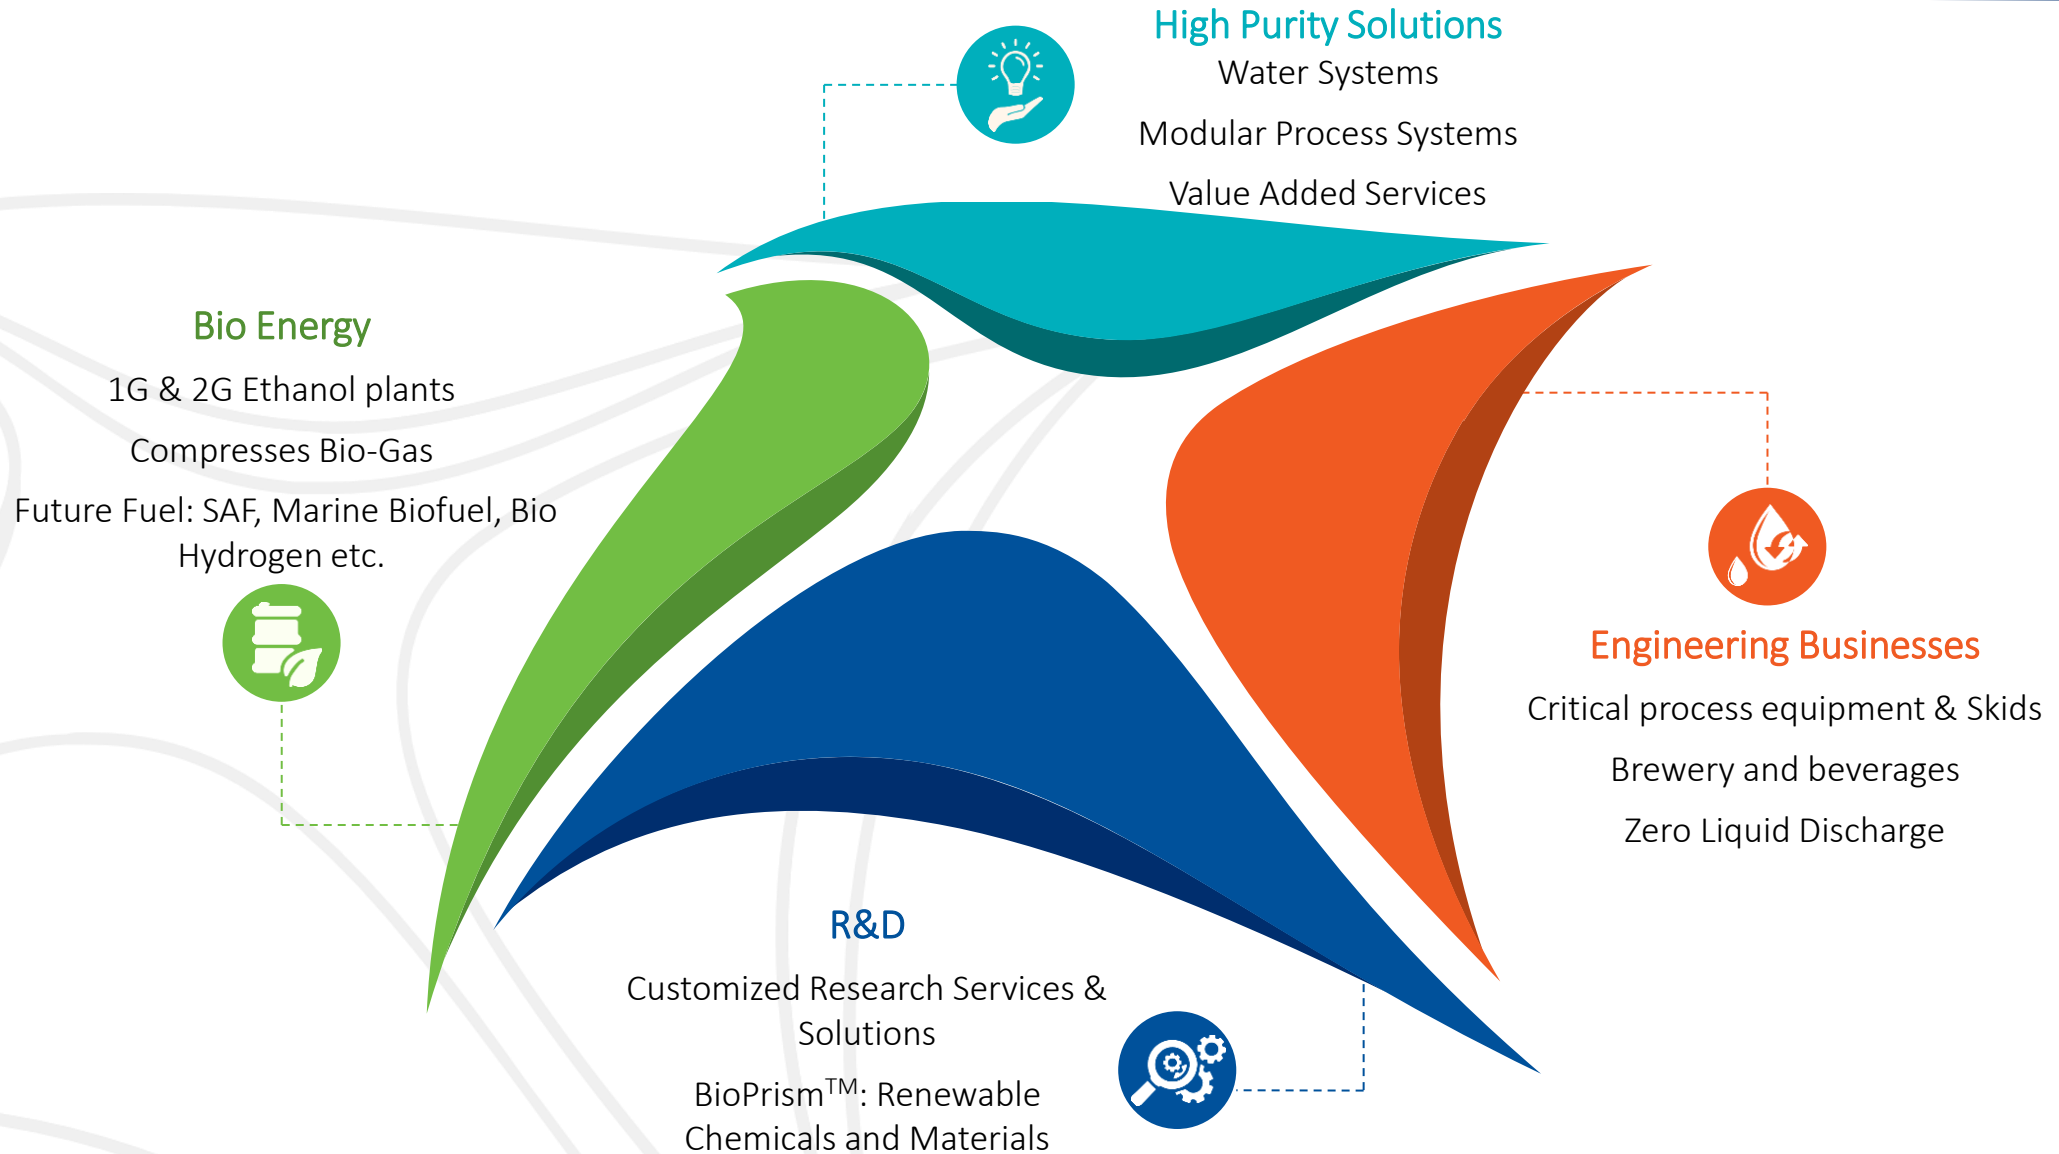 High Purity Solutions
Water Systems
Modular Process Systems
Value Added Services
Bio Energy
1G & 2G Ethanol plants
Compresses Bio-Gas
Future Fuel: SAF, Marine Biofuel, Bio
Hydrogen etc.
Engineering Businesses
Critical process equipment & Skids
Brewery and beverages
Zero Liquid Discharge
R&D
Customized Research Services &
Solutions
BioPrism™: Renewable
Chemicals and Materials